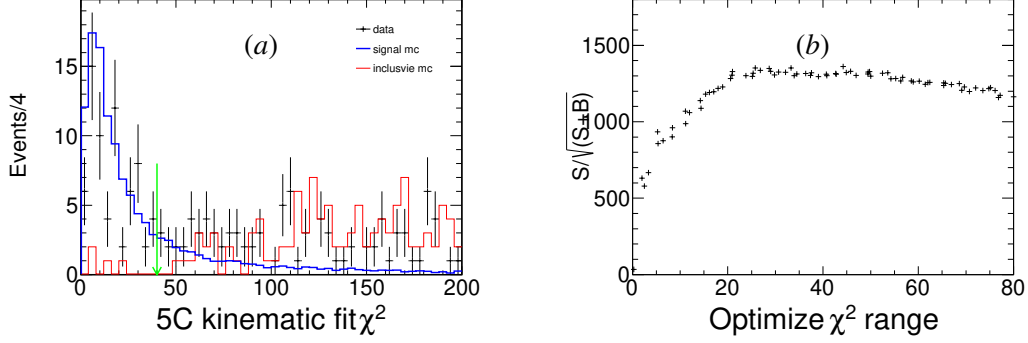 (a)
data
signal mc
inclusvie mc
Events/4
15
10
5
0
0 50 100 150 200
5C kinematic fit χ²
(b)
S/√(S+B)
1500
1000
500
0
0 20 40 60 80
Optimize χ² range